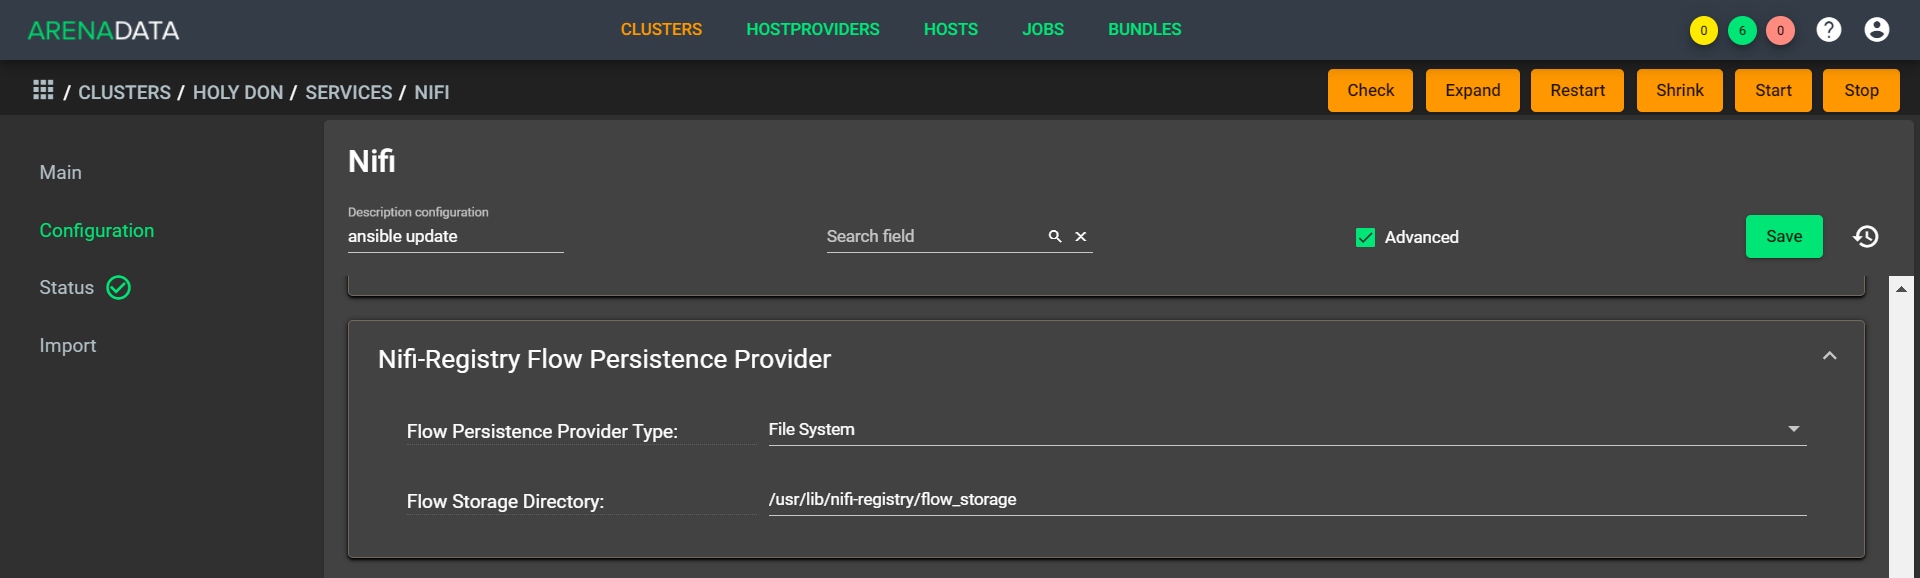 ARENADATA CLUSTERS HOSTPROVIDERS HOSTS JOBS BUNDLES 0 6 0 ?
/ CLUSTERS / HOLY DON / SERVICES / NIFI Check Expand Restart Shrink Start Stop
Main
Configuration
Status
Import
Nifi
Description configuration
ansible update Search field Advanced Save
Nifi-Registry Flow Persistence Provider
Flow Persistence Provider Type: File System
Flow Storage Directory: /usr/lib/nifi-registry/flow_storage